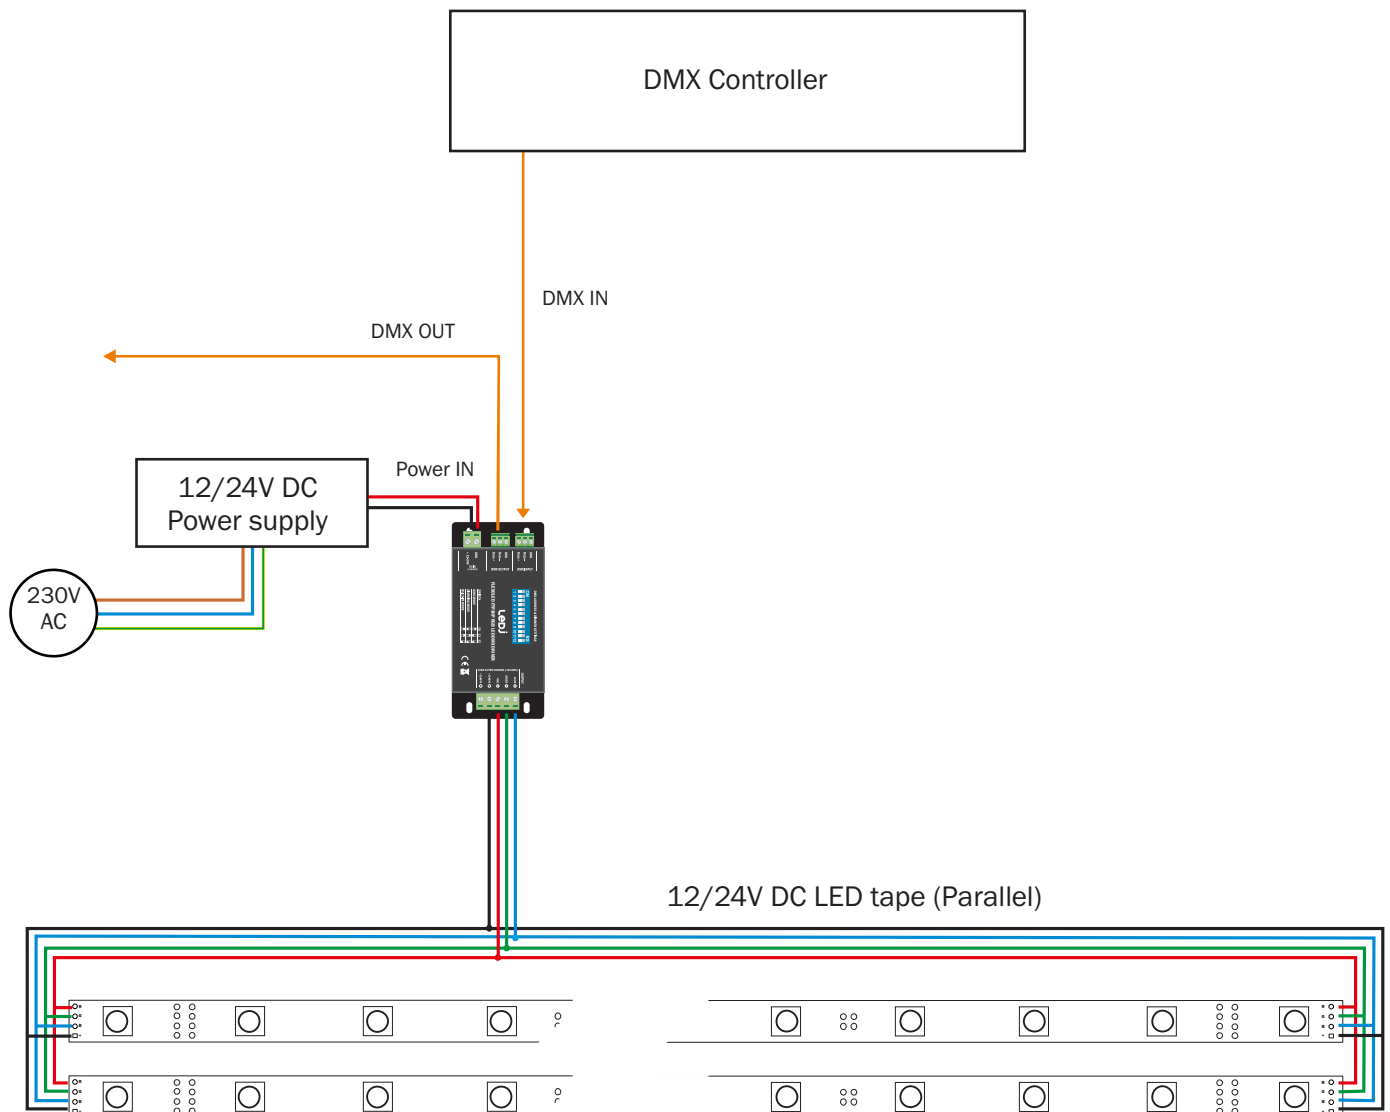 DMX Controller
DMX IN
DMX OUT
Power IN
12/24V DC
Power supply
230V
AC
LEDJ
12/24V DC LED tape (Parallel)